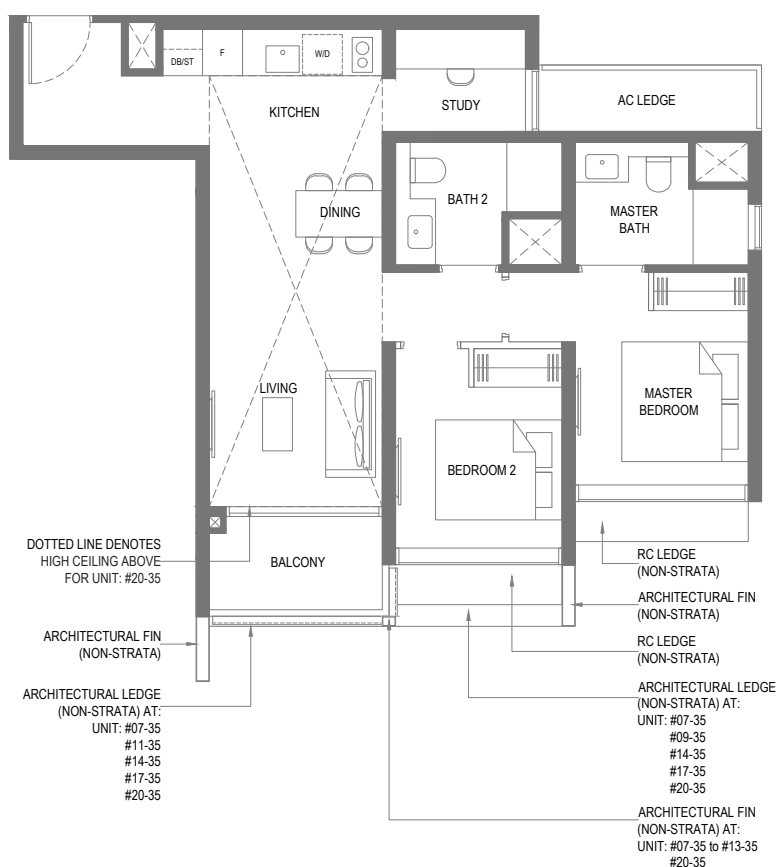 DB/ST
F
W/D
KITCHEN
STUDY
AC LEDGE
DINING
BATH 2
MASTER
BATH
LIVING
MASTER
BEDROOM
BEDROOM 2
BALCONY
DOTTED LINE DENOTES
HIGH CEILING ABOVE
FOR UNIT: #20-35
ARCHITECTURAL FIN
(NON-STRATA)
ARCHITECTURAL LEDGE
(NON-STRATA) AT:
UNIT: #07-35
#11-35
#14-35
#17-35
#20-35
RC LEDGE
(NON-STRATA)
ARCHITECTURAL FIN
(NON-STRATA)
RC LEDGE
(NON-STRATA)
ARCHITECTURAL LEDGE
(NON-STRATA) AT:
UNIT: #07-35
#09-35
#14-35
#17-35
#20-35
ARCHITECTURAL FIN
(NON-STRATA) AT:
UNIT: #07-35 to #13-35
#20-35